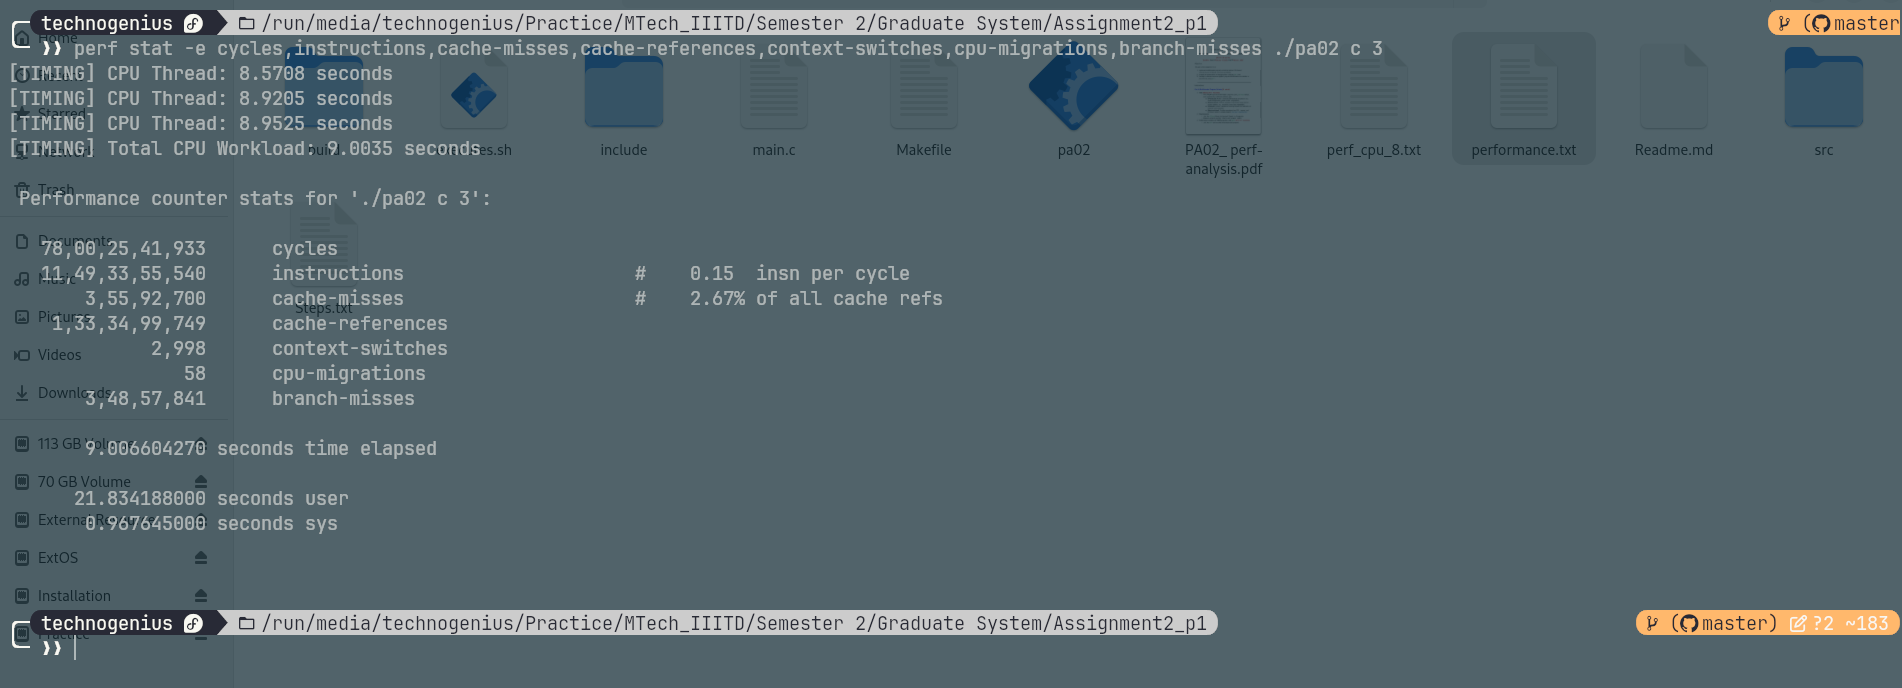 technogenius /run/media/technogenius/Practice/MTech_IIITD/Semester 2/Graduate System/Assignment2_p1 (master
❱❱ perf stat -e cycles,instructions,cache-misses,cache-references,context-switches,cpu-migrations,branch-misses ./pa02 c 3
[TIMING] CPU Thread: 8.5708 seconds
[TIMING] CPU Thread: 8.9205 seconds
[TIMING] CPU Thread: 8.9525 seconds
[TIMING] Total CPU Workload: 9.0035 seconds
Performance counter stats for './pa02 c 3':
78,00,25,41,933 cycles
11,49,33,55,540 instructions # 0.15 insn per cycle
3,55,92,700 cache-misses # 2.67% of all cache refs
1,33,34,99,749 cache-references
2,998 context-switches
58 cpu-migrations
3,48,57,841 branch-misses
9.006604270 seconds time elapsed
21.834188000 seconds user
0.967645000 seconds sys
technogenius /run/media/technogenius/Practice/MTech_IIITD/Semester 2/Graduate System/Assignment2_p1 (master) ?2 ~183
❱❱
Home
Starred
Trash
Documents
Music
Pictures
Videos
Downloads
113 GB Volume
70 GB Volume
ExtOS
Installation
Practice
build
include
main.c
Makefile
pa02
PA02_ perf-
analysis.pdf
perf_cpu_8.txt
performance.txt
Readme.md
src
Steps.txt